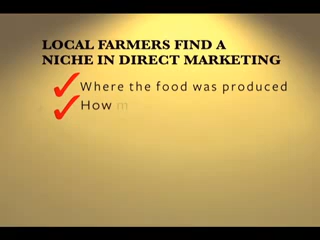 LOCAL FARMERS FIND A
NICHE IN DIRECT MARKETING
Where the food was produced
How m